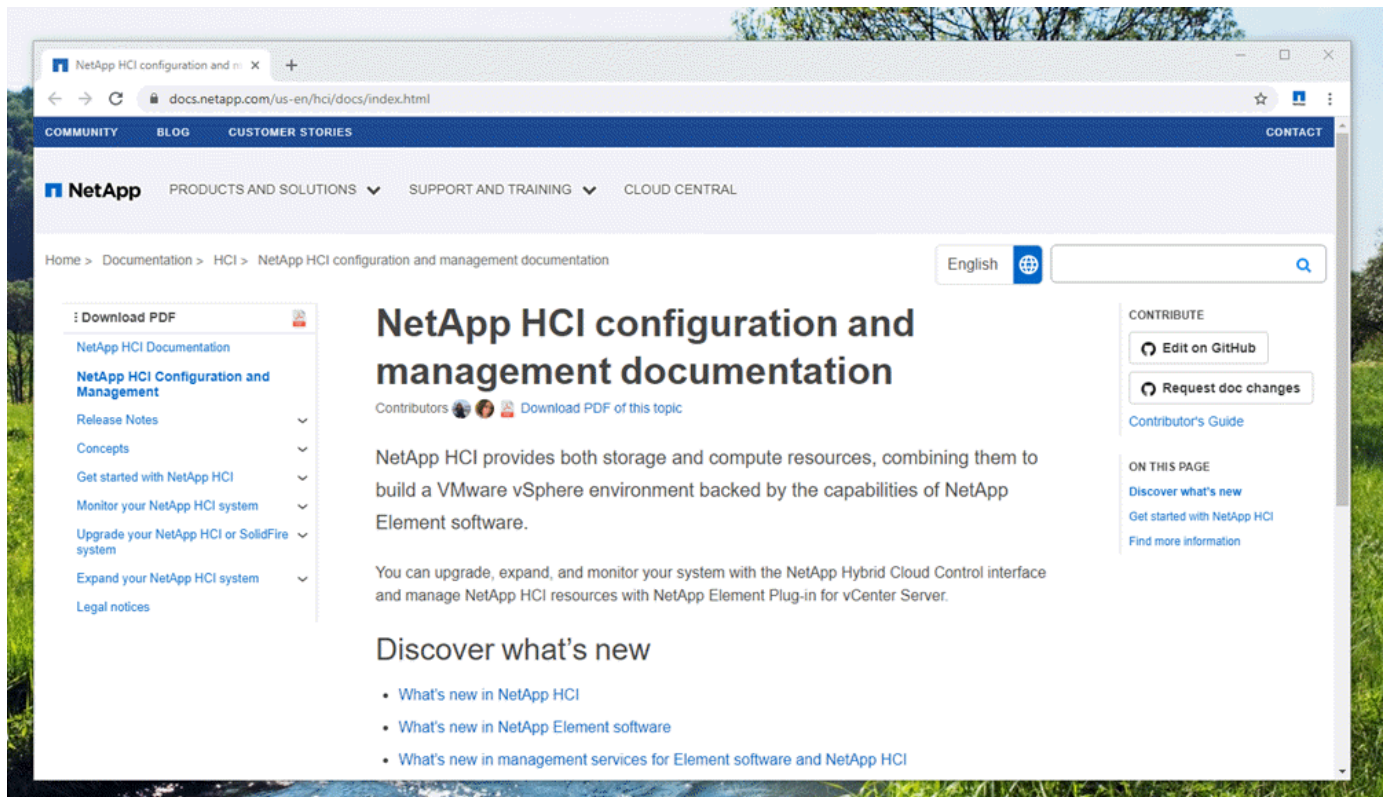 NetApp HCI configuration and m
docs.netapp.com/us-en/hci/docs/index.html
COMMUNITY BLOG CUSTOMER STORIES CONTACT
NetApp PRODUCTS AND SOLUTIONS SUPPORT AND TRAINING CLOUD CENTRAL
Home > Documentation > HCI > NetApp HCI configuration and management documentation
English
Download PDF
NetApp HCI Documentation
NetApp HCI Configuration and
Management
Release Notes
Concepts
Get started with NetApp HCI
Monitor your NetApp HCI system
Upgrade your NetApp HCI or SolidFire
system
Expand your NetApp HCI system
Legal notices
NetApp HCI configuration and
management documentation
Contributors Download PDF of this topic
NetApp HCI provides both storage and compute resources, combining them to
build a VMware vSphere environment backed by the capabilities of NetApp
Element software.
You can upgrade, expand, and monitor your system with the NetApp Hybrid Cloud Control interface
and manage NetApp HCI resources with NetApp Element Plug-in for vCenter Server.
Discover what's new
• What's new in NetApp HCI
• What's new in NetApp Element software
• What's new in management services for Element software and NetApp HCI
CONTRIBUTE
Edit on GitHub
Request doc changes
Contributor's Guide
ON THIS PAGE
Discover what's new
Get started with NetApp HCI
Find more information